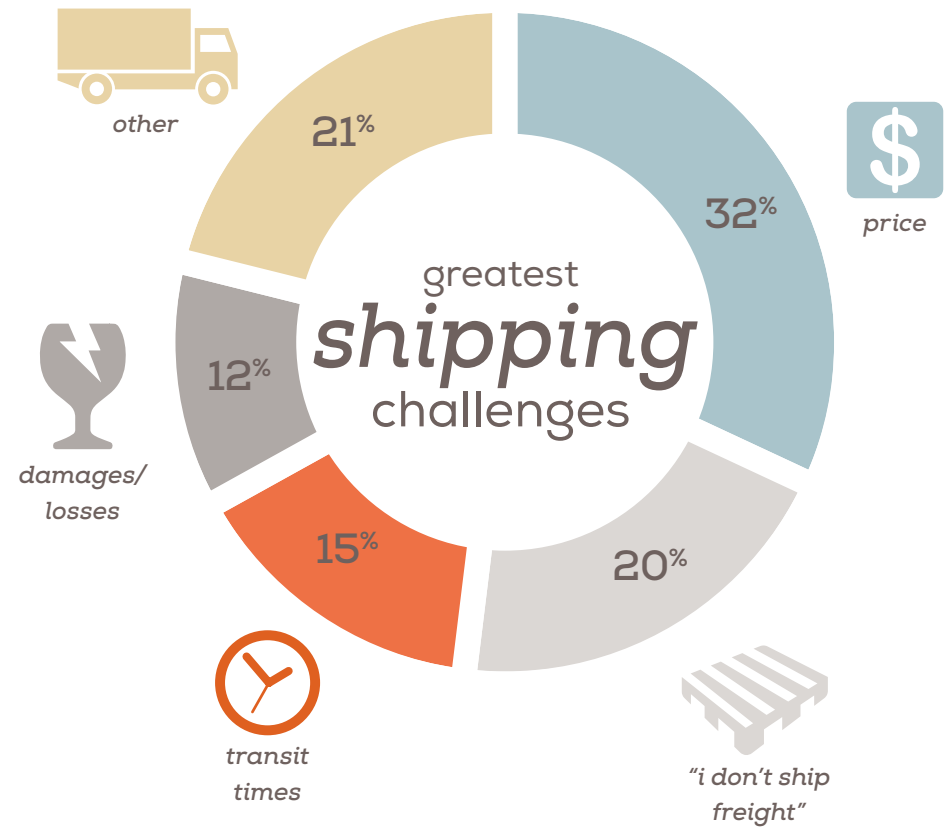 other
21%
32%
$
price
greatest
shipping
challenges
12%
damages/
losses
15%
20%
transit
times
"i don't ship
freight"